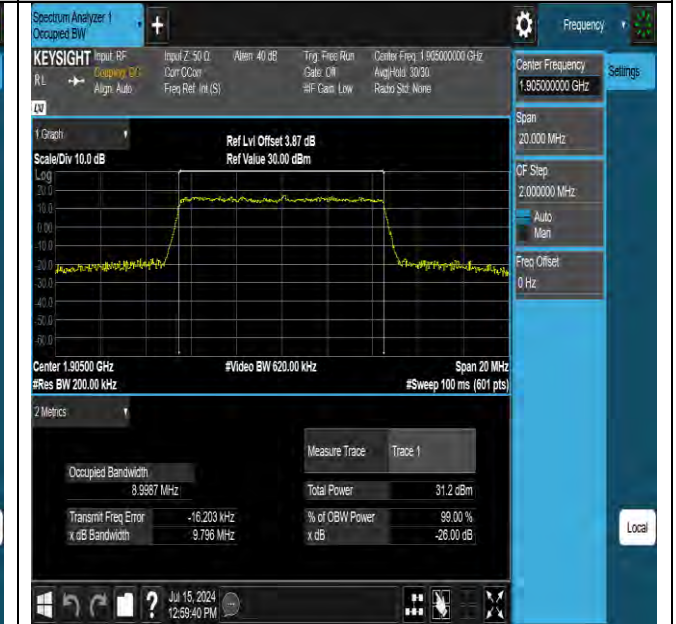 Spectrum Analyzer 1
Occupied BW
+
Frequency
KEYSIGHT Input: RF Input Z: 50 Ω Atten: 40 dB Trig: Free Run Center Freq: 1.905000000 GHz
RL Coupling: DC Corr CCorr Gate: Off Avg|Hold: 30/30
Align: Auto Freq Ref: Int (S) #IF Gain: Low Radio Std: None
LXI
Center Frequency
1.905000000 GHz
Settings
Span
20.000 MHz
CF Step
2.000000 MHz
Auto
Man
Freq Offset
0 Hz
1 Graph
Ref Lvl Offset 3.87 dB
Scale/Div 10.0 dB Ref Value 30.00 dBm
Log
20.0
10.0
0.00
-10.0
-20.0
-30.0
-40.0
-50.0
-60.0
Center 1.90500 GHz #Video BW 620.00 kHz Span 20 MHz
#Res BW 200.00 kHz #Sweep 100 ms (601 pts)
2 Metrics
Measure Trace Trace 1
Occupied Bandwidth
8.9987 MHz Total Power 31.2 dBm
Transmit Freq Error -16.203 kHz % of OBW Power 99.00 %
x dB Bandwidth 9.796 MHz x dB -26.00 dB
Local
? Jul 15, 2024
12:59:40 PM